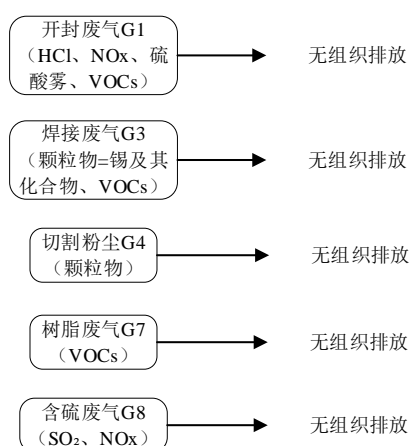 开封废气G1
（HCl、NOx、硫
酸雾、VOCs）
无组织排放
焊接废气G3
（颗粒物=锡及其
化合物、VOCs）
无组织排放
切割粉尘G4
（颗粒物）
无组织排放
树脂废气G7
（VOCs）
无组织排放
含硫废气G8
（SO₂、NOx）
无组织排放